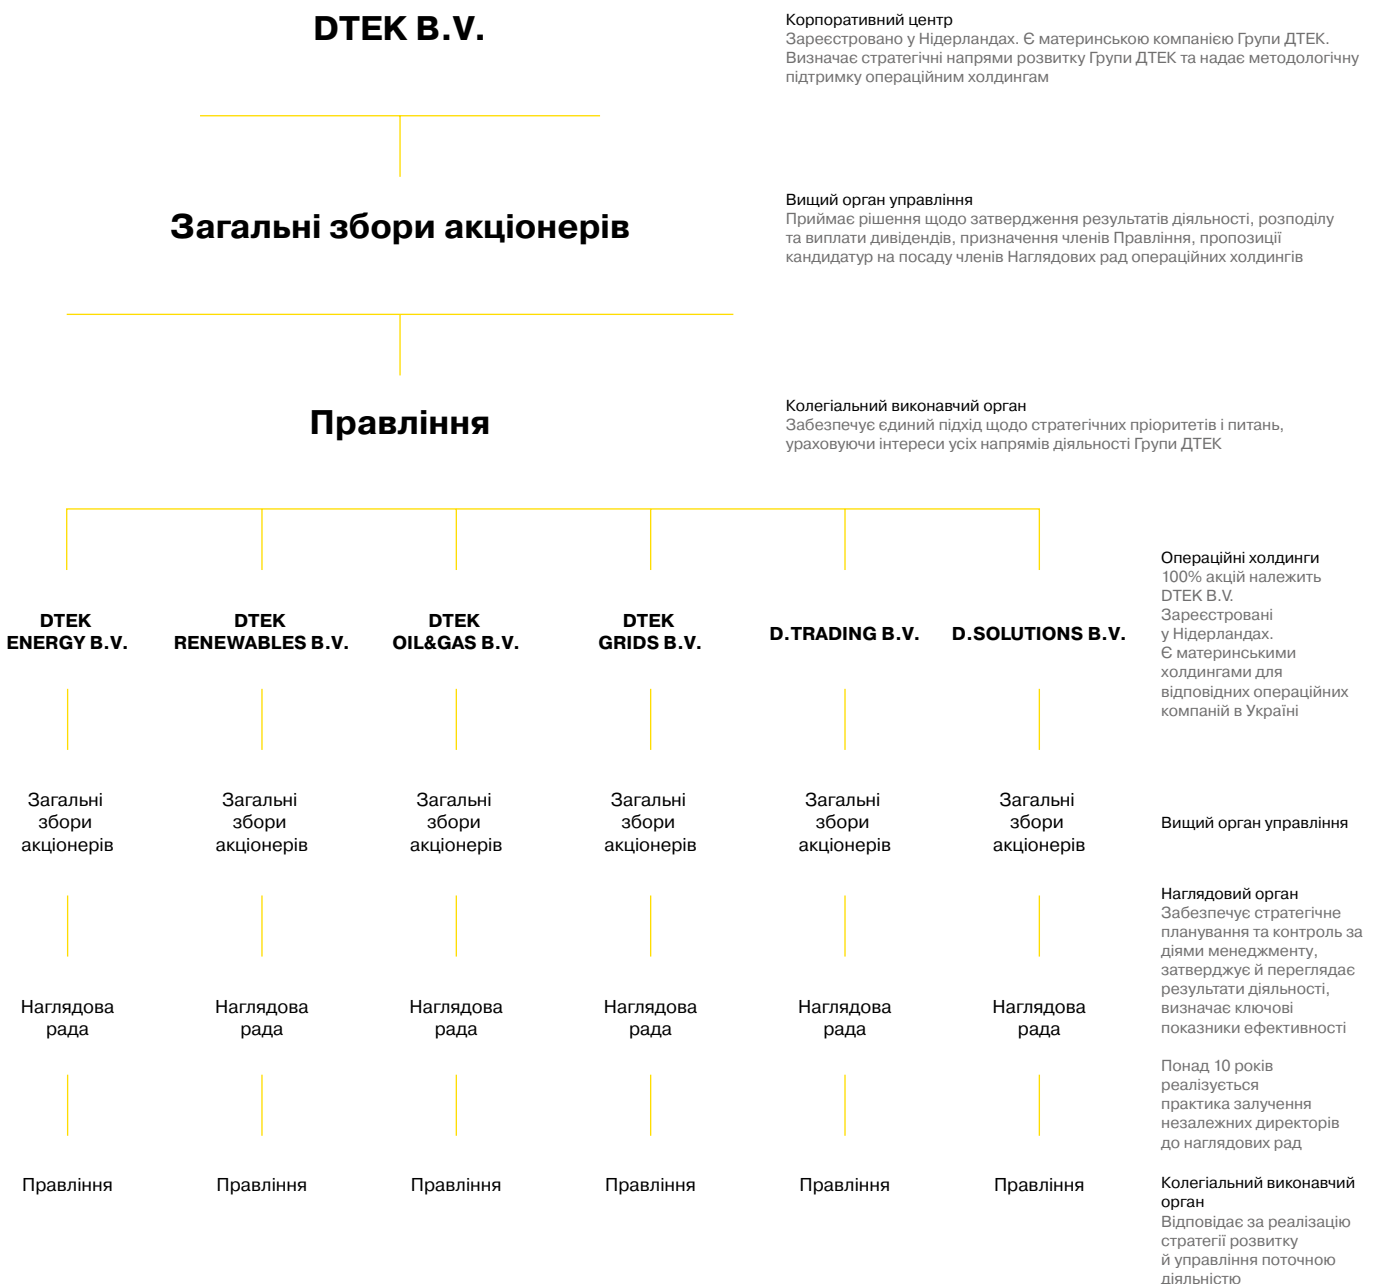 DTEK B.V.
Корпоративний центр
Зареєстровано у Нідерландах. Є материнською компанією Групи ДТЕК.
Визначає стратегічні напрями розвитку Групи ДТЕК та надає методологічну
підтримку операційним холдингам
Загальні збори акціонерів
Вищий орган управління
Приймає рішення щодо затвердження результатів діяльності, розподілу
та виплати дивідендів, призначення членів Правління, пропозиції
кандидатур на посаду членів Наглядових рад операційних холдингів
Правління
Колегіальний виконавчий орган
Забезпечує єдиний підхід щодо стратегічних пріоритетів і питань,
ураховуючи інтереси усіх напрямів діяльності Групи ДТЕК
DTEK
ENERGY B.V.
DTEK
RENEWABLES B.V.
DTEK
OIL&GAS B.V.
DTEK
GRIDS B.V.
D.TRADING B.V.
D.SOLUTIONS B.V.
Операційні холдинги
100% акцій належить
DTEK B.V.
Зареєстровані
у Нідерландах.
Є материнськими
холдингами для
відповідних операційних
компаній в Україні
Загальні
збори
акціонерів
Загальні
збори
акціонерів
Загальні
збори
акціонерів
Загальні
збори
акціонерів
Загальні
збори
акціонерів
Загальні
збори
акціонерів
Вищий орган управління
Наглядова
рада
Наглядова
рада
Наглядова
рада
Наглядова
рада
Наглядова
рада
Наглядова
рада
Наглядовий орган
Забезпечує стратегічне
планування та контроль за
діями менеджменту,
затверджує й переглядає
результати діяльності,
визначає ключові
показники ефективності
Понад 10 років
реалізується
практика залучення
незалежних директорів
до наглядових рад
Правління
Правління
Правління
Правління
Правління
Правління
Колегіальний виконавчий
орган
Відповідає за реалізацію
стратегії розвитку
й управління поточною
діяльністю